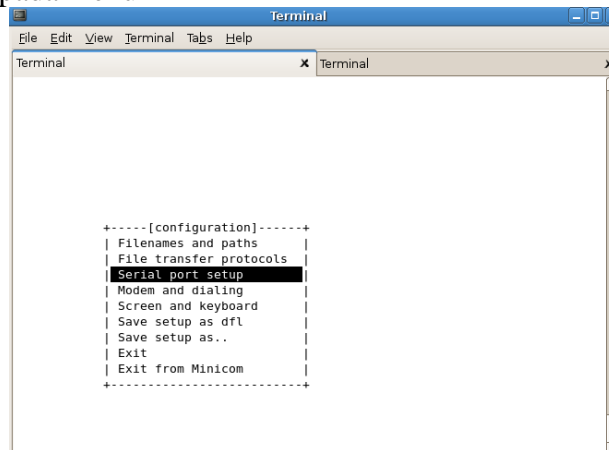 Terminal
File Edit View Terminal Tabs Help
Terminal x Terminal x
+-----[configuration]------+
| Filenames and paths |
| File transfer protocols |
| Serial port setup |
| Modem and dialing |
| Screen and keyboard |
| Save setup as dfl |
| Save setup as.. |
| Exit |
| Exit from Minicom |
+--------------------------+